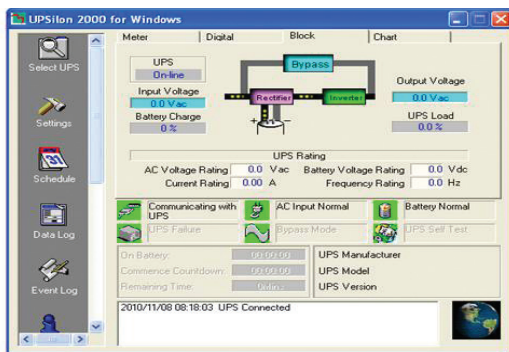 UPSilon 2000 for Windows
Meter Digital Block Chart
Select UPS
Settings
Schedule
Data Log
Event Log
UPS
On-line
Input Voltage
0.0 Vac
Battery Charge
0 %
Bypass
Rectifier
Inverter
Output Voltage
0.0 Vac
UPS Load
0.0 %
UPS Rating
AC Voltage Rating 0.0 Vac Battery Voltage Rating 0.0 Vdc
Current Rating 0.00 A Frequency Rating 0.0 Hz
Communicating with UPS
AC Input Normal
Battery Normal
UPS Failure
Bypass Mode
UPS Self Test
On Battery: 00:00:00
Commence Countdown: 00:00:00
Remaining Time: 0Mins
UPS Manufacturer
UPS Model
UPS Version
2010/11/08 08:18:03 UPS Connected